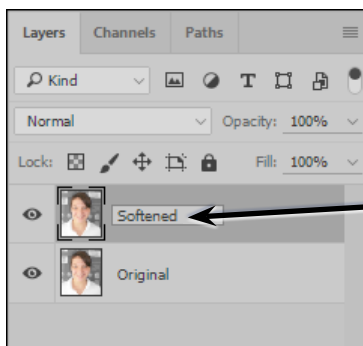 Layers Channels Paths
Kind T
Normal Opacity: 100%
Lock: Fill: 100%
Softened
Original